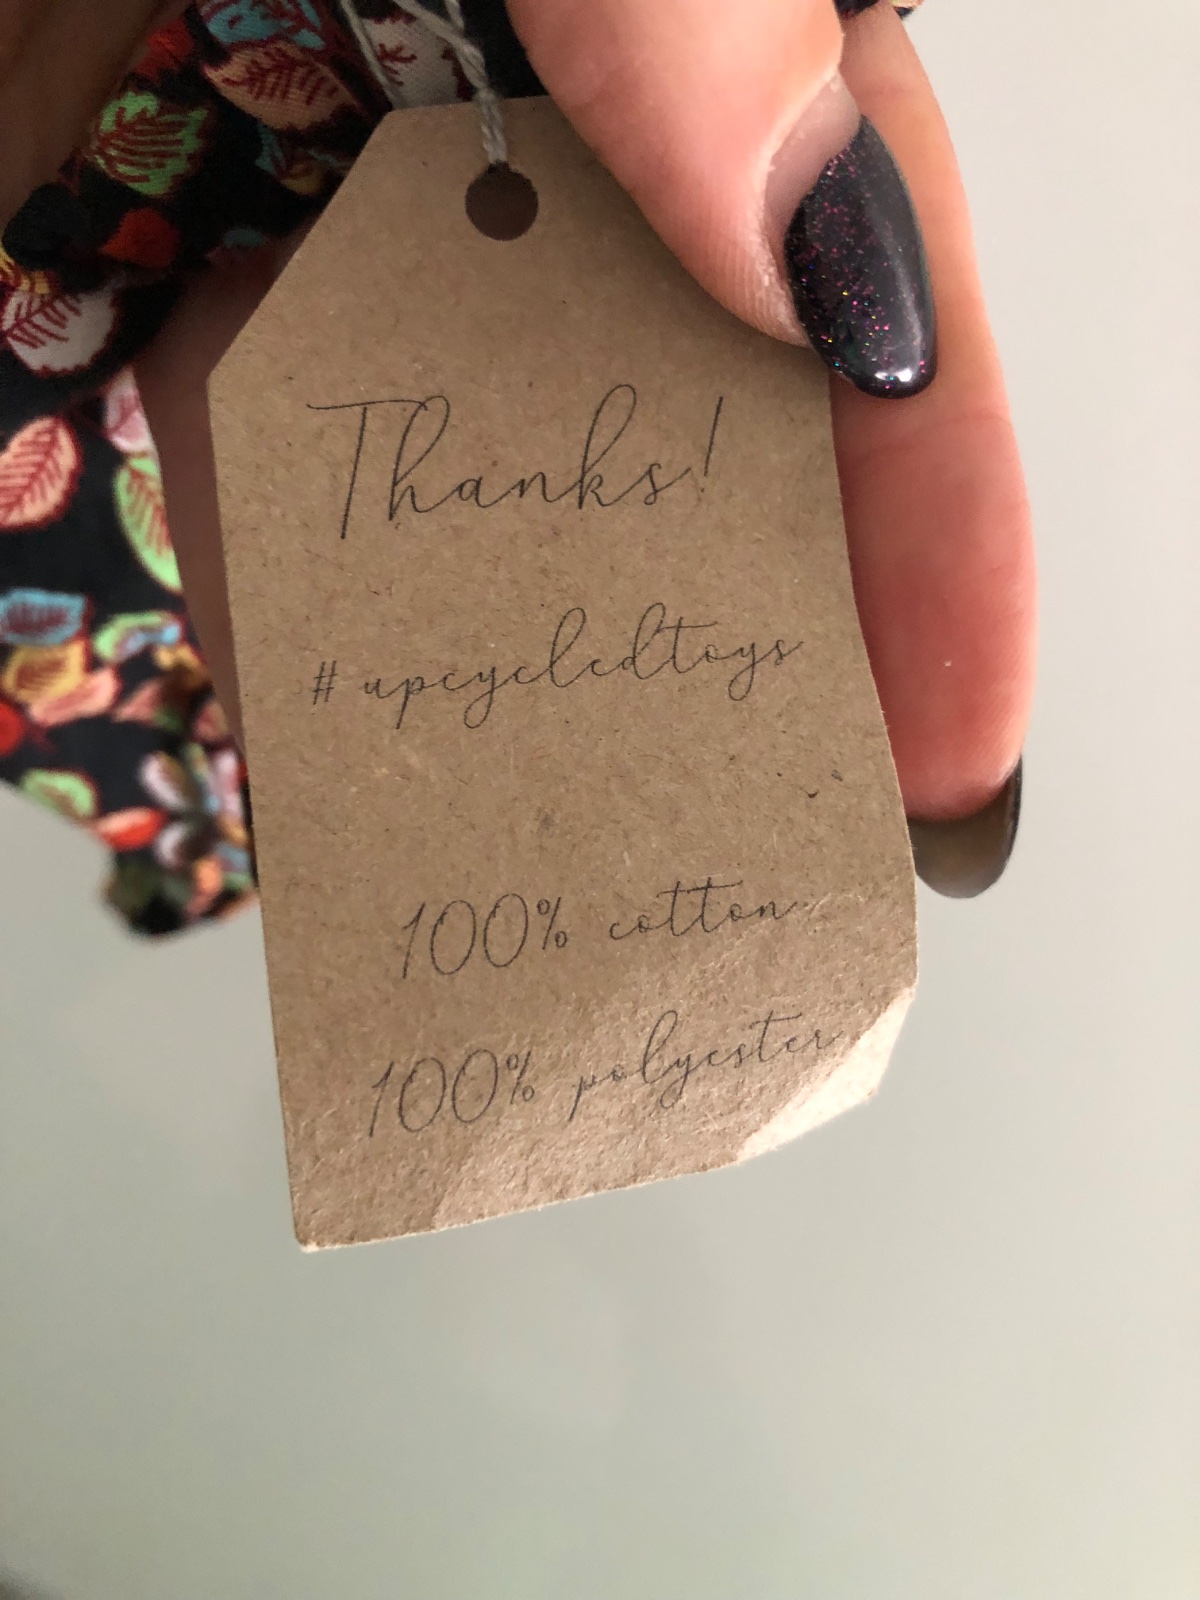 Thanks!
#upcycledtoys
100% cotton
100% polyester